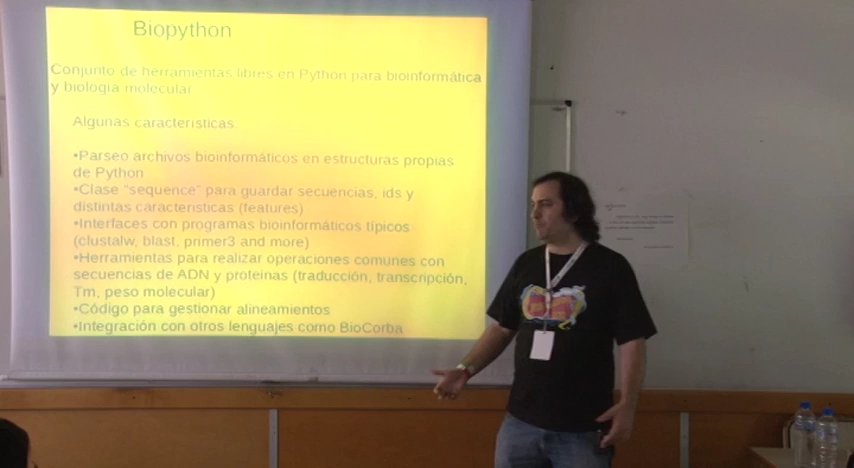 Biopython
Conjunto de herramientas libres en Python para bioinformática
y biología molecular
Algunas características:
•Parseo archivos bioinformáticos en estructuras propias
de Python
•Clase "sequence" para guardar secuencias, ids y
distintas características (features)
•Interfaces con programas bioinformáticos típicos
(clustalw, blast, primer3 and more)
•Herramientas para realizar operaciones comunes con
secuencias de ADN y proteinas (traducción, transcripción,
Tm, peso molecular)
•Código para gestionar alineamientos
•Integración con otros lenguajes como BioCorba